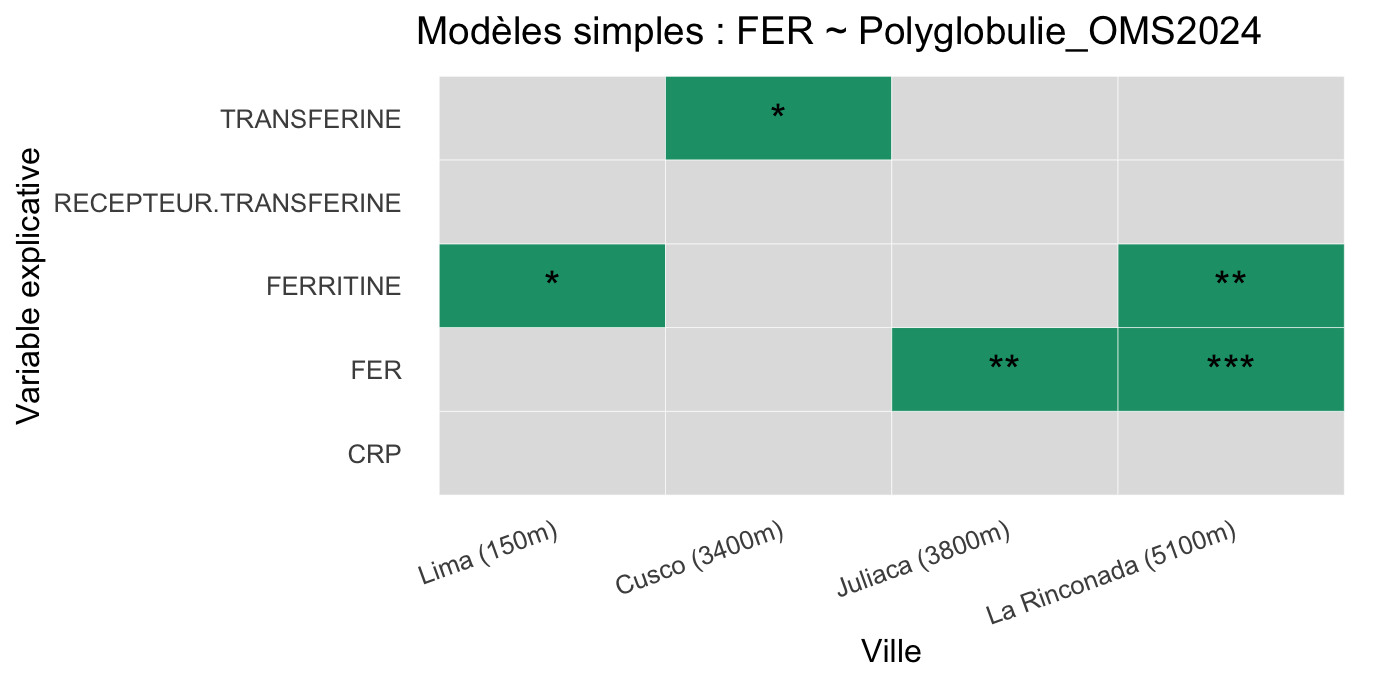 Modèles simples : FER ~ Polyglobulie_OMS2024
Variable explicative
TRANSFERINE
*
RECEPTEUR.TRANSFERINE
FERRITINE
*
**
FER
**
***
CRP
Lima (150m)
Cusco (3400m)
Juliaca (3800m)
La Rinconada (5100m)
Ville